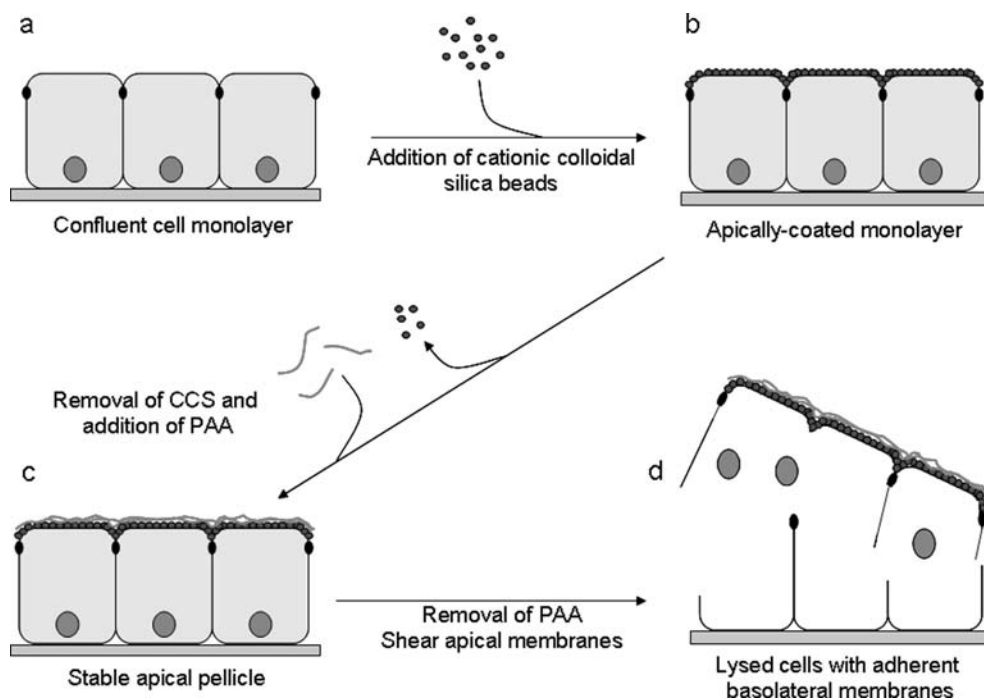 a
Confluent cell monolayer
Addition of cationic colloidal
silica beads
b
Apically-coated monolayer
Removal of CCS and
addition of PAA
c
Stable apical pellicle
Removal of PAA
Shear apical membranes
d
Lysed cells with adherent
basolateral membranes